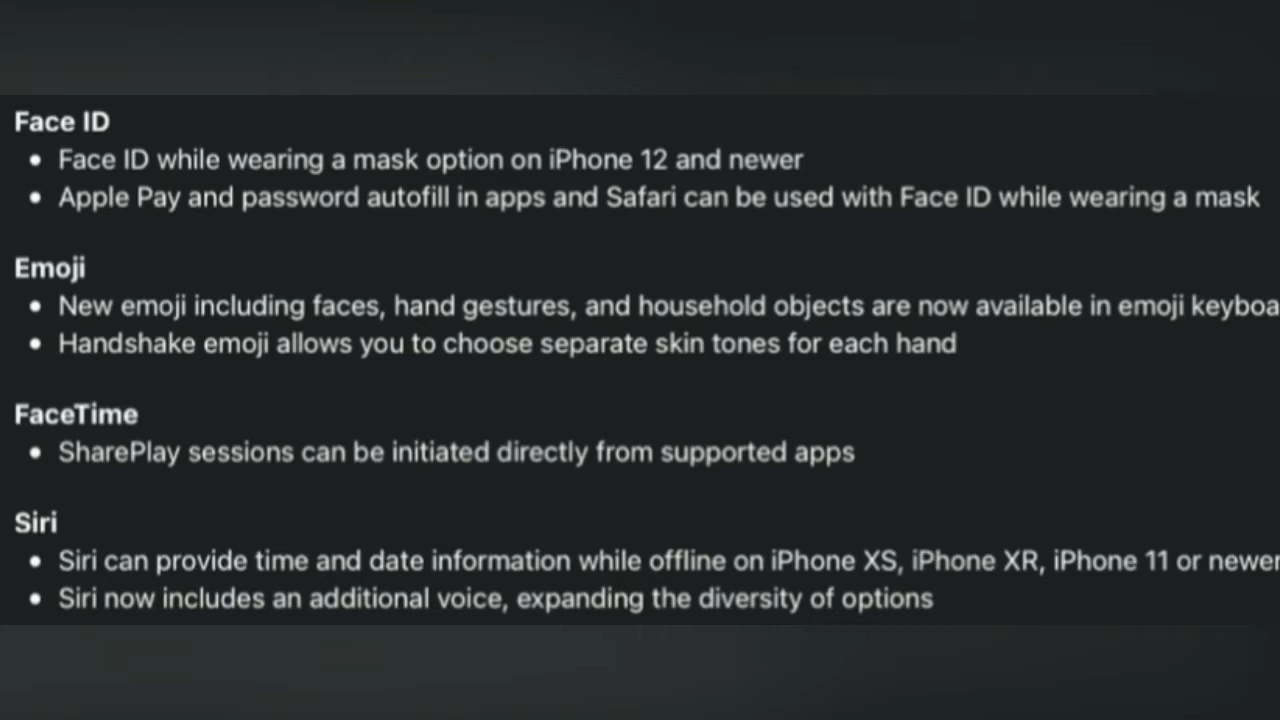 Face ID
• Face ID while wearing a mask option on iPhone 12 and newer
• Apple Pay and password autofill in apps and Safari can be used with Face ID while wearing a mask
Emoji
• New emoji including faces, hand gestures, and household objects are now available in emoji keyboa
• Handshake emoji allows you to choose separate skin tones for each hand
FaceTime
• SharePlay sessions can be initiated directly from supported apps
Siri
• Siri can provide time and date information while offline on iPhone XS, iPhone XR, iPhone 11 or newer
• Siri now includes an additional voice, expanding the diversity of options